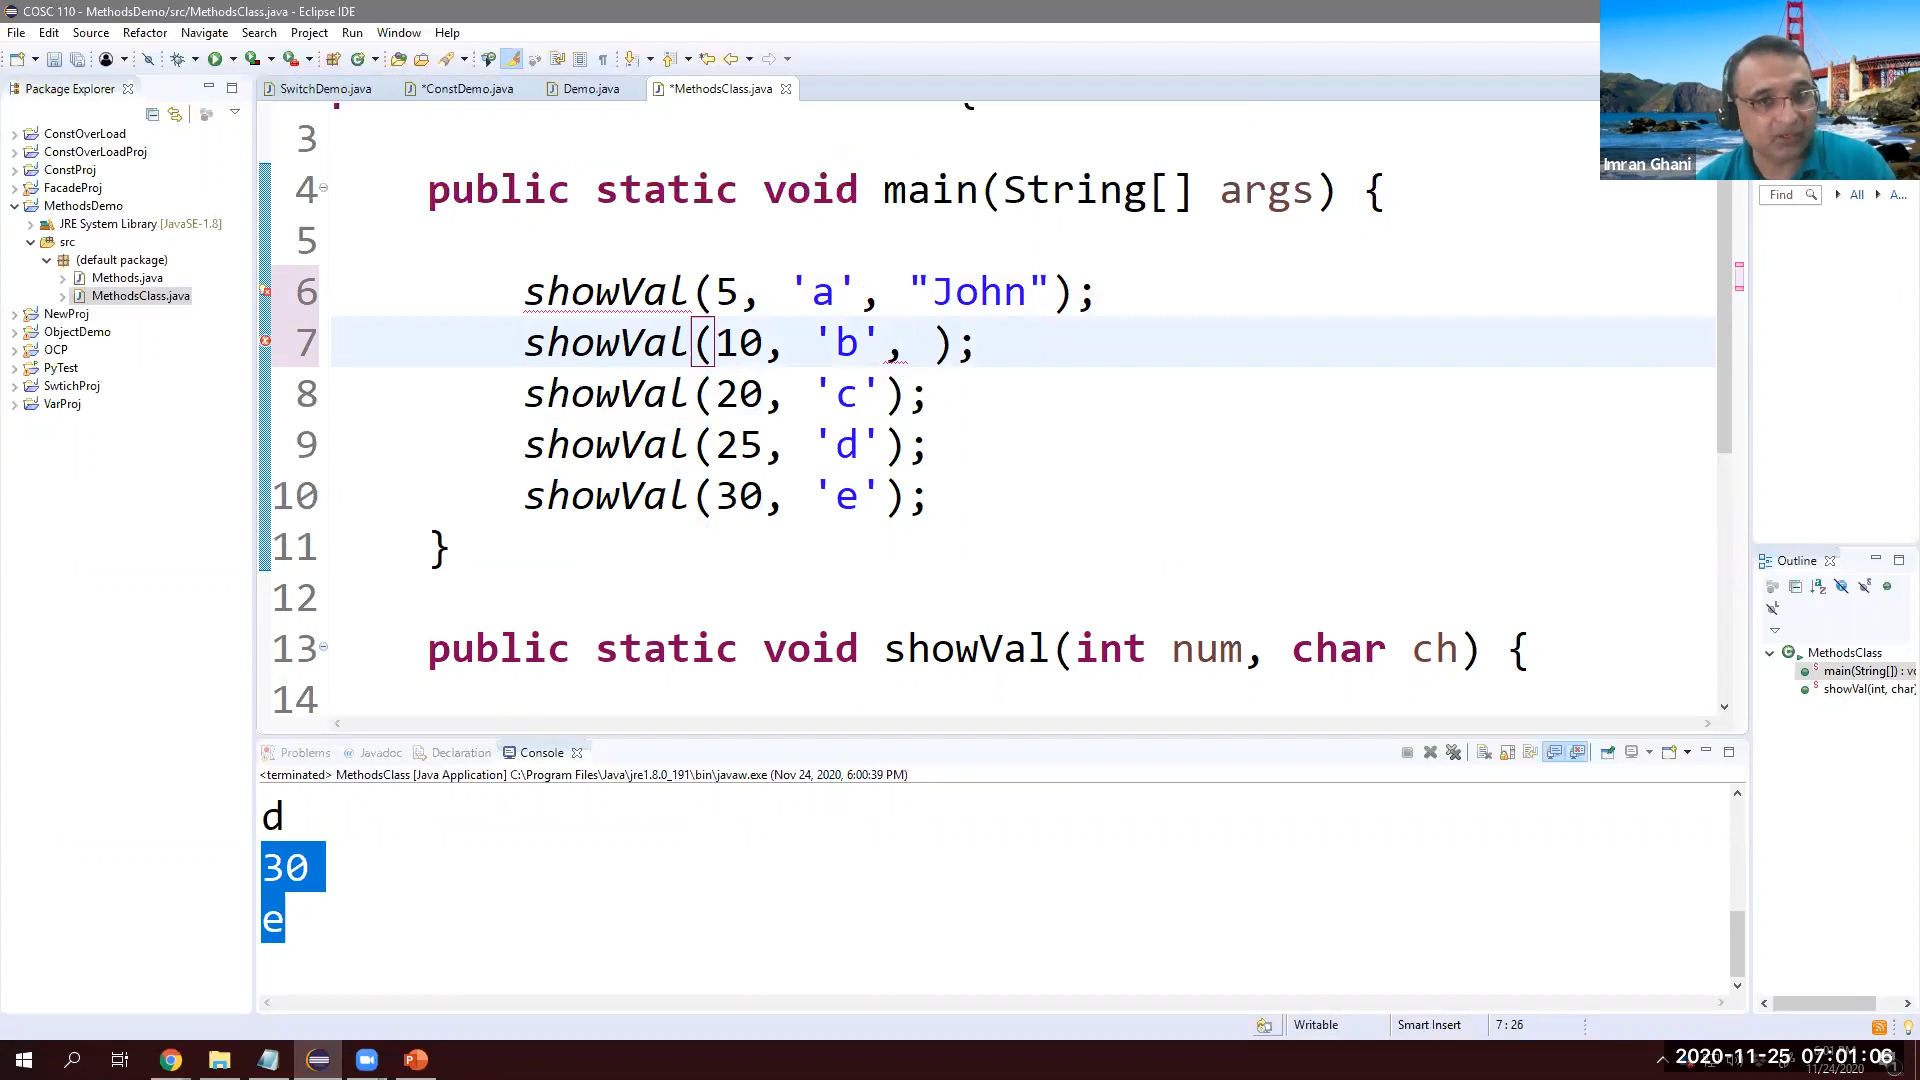 COSC 110 - MethodsDemo/src/MethodsClass.java - Eclipse IDE
File Edit Source Refactor Navigate Search Project Run Window Help
Package Explorer
SwitchDemo.java *ConstDemo.java Demo.java *MethodsClass.java
ConstOverLoad
ConstOverLoadProj
ConstProj
FacadeProj
MethodsDemo
JRE System Library [JavaSE-1.8]
src
(default package)
Methods.java
MethodsClass.java
NewProj
ObjectDemo
OCP
PyTest
SwtichProj
VarProj
3
4 public static void main(String[] args) {
5
6 showVal(5, 'a', "John");
7 showVal(10, 'b', );
8 showVal(20, 'c');
9 showVal(25, 'd');
10 showVal(30, 'e');
11 }
12
13 public static void showVal(int num, char ch) {
14
Imran Ghani
Find All A...
Outline
MethodsClass
main(String[]) : vo
showVal(int, char)
Problems Javadoc Declaration Console
<terminated> MethodsClass [Java Application] C:\Program Files\Java\jre1.8.0_191\bin\javaw.exe (Nov 24, 2020, 6:00:39 PM)
d
30
e
Writable Smart Insert 7 : 26
2020-11-25 07:01:06
11/24/2020